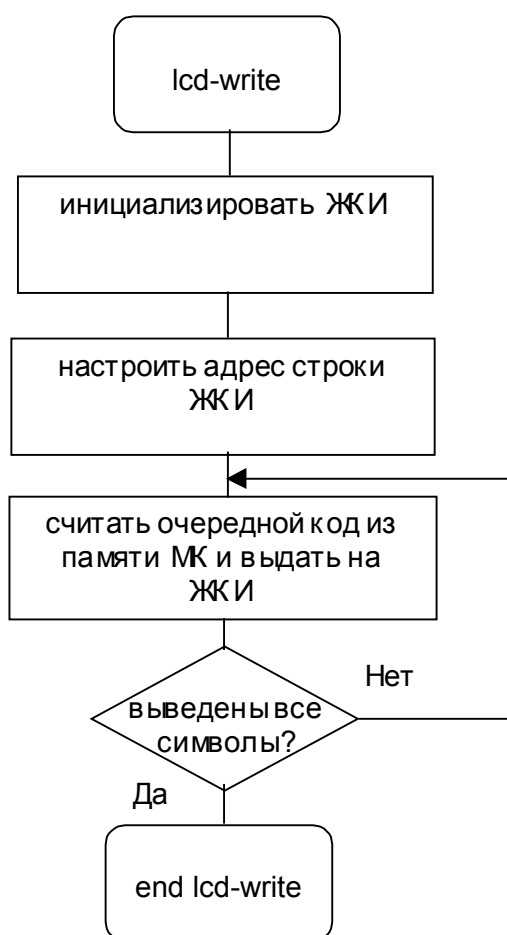 lcd-write
инициализировать ЖКИ
настроить адрес строки
ЖКИ
считать очередной код из
памяти МК и выдать на
ЖКИ
Нет
выведены все
символы?
Да
end lcd-write